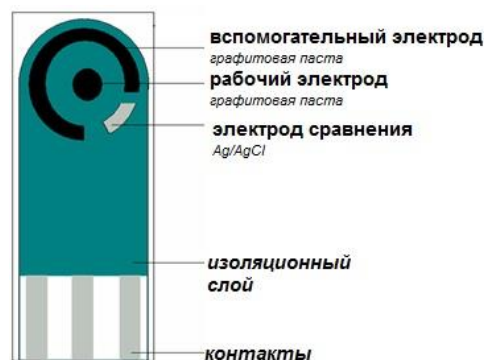 вспомогательный электрод
графитовая паста
рабочий электрод
графитовая паста
электрод сравнения
Ag/AgCl
изоляционный
слой
контакты